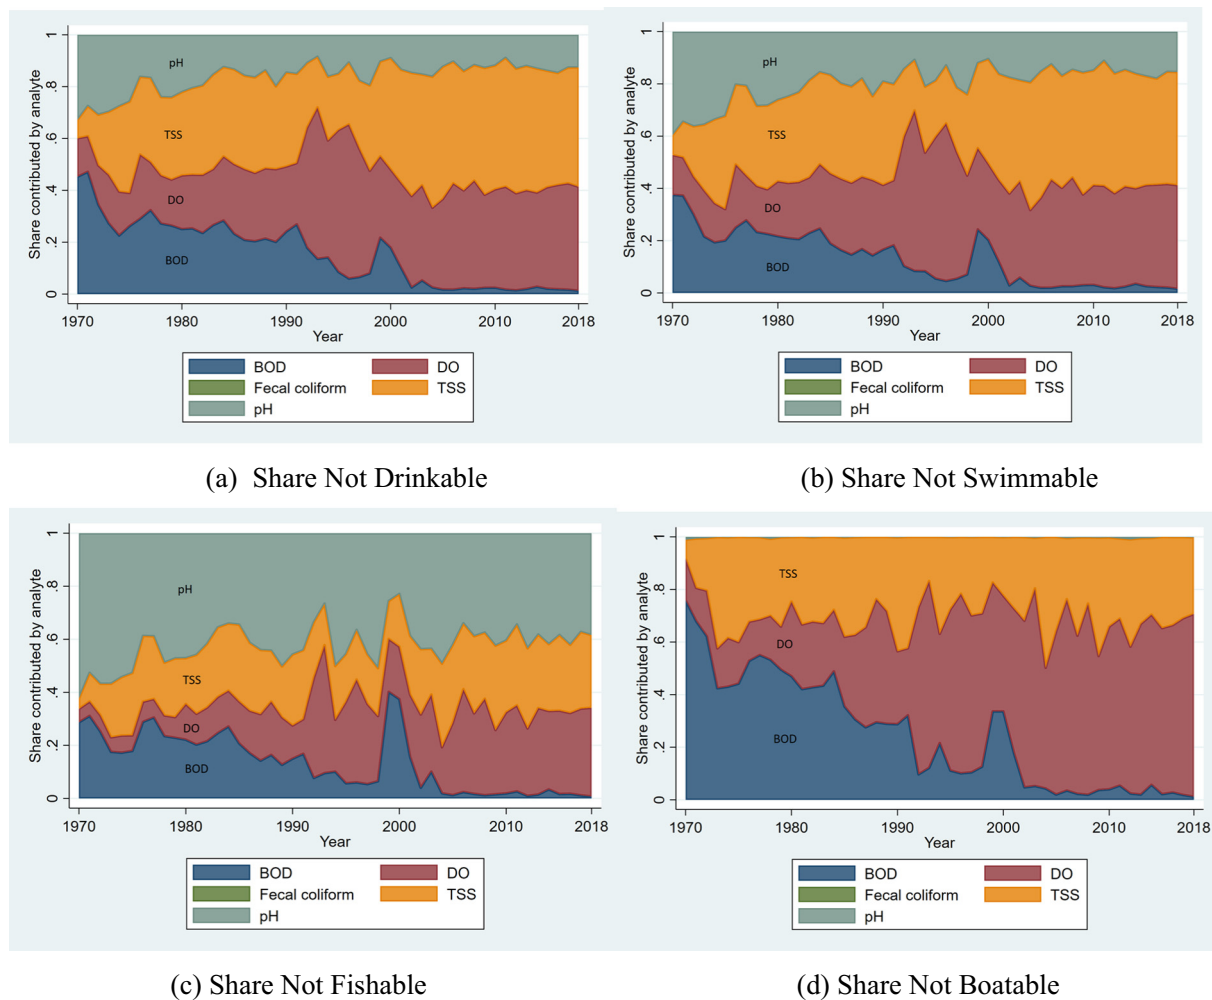 Share contributed by analyte
1
.8
.6
.4
.2
0
pH
TSS
DO
BOD
1970 1980 1990 2000 2010 2018
Year
BOD DO
Fecal coliform TSS
pH
(a) Share Not Drinkable
Share contributed by analyte
1
.8
.6
.4
.2
0
pH
TSS
DO
BOD
1970 1980 1990 2000 2010 2018
Year
BOD DO
Fecal coliform TSS
pH
(b) Share Not Swimmable
Share contributed by analyte
1
.8
.6
.4
.2
0
pH
TSS
DO
BOD
1970 1980 1990 2000 2010 2018
Year
BOD DO
Fecal coliform TSS
pH
(c) Share Not Fishable
Share contributed by analyte
1
.8
.6
.4
.2
0
TSS
DO
BOD
1970 1980 1990 2000 2010 2018
Year
BOD DO
Fecal coliform TSS
pH
(d) Share Not Boatable